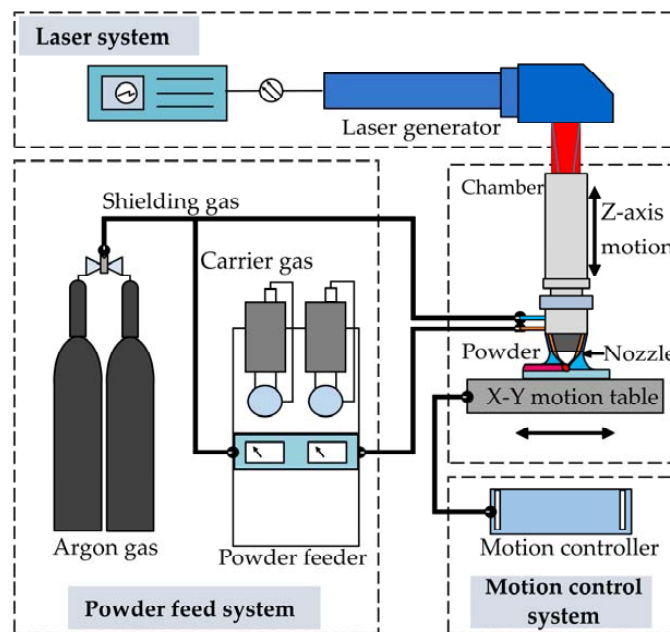 Laser system
Laser generator
Shielding gas
Carrier gas
Argon gas
Powder feeder
Powder feed system
Chamber
Z-axis
motion
Powder
Nozzle
X-Y motion table
Motion controller
Motion control
system